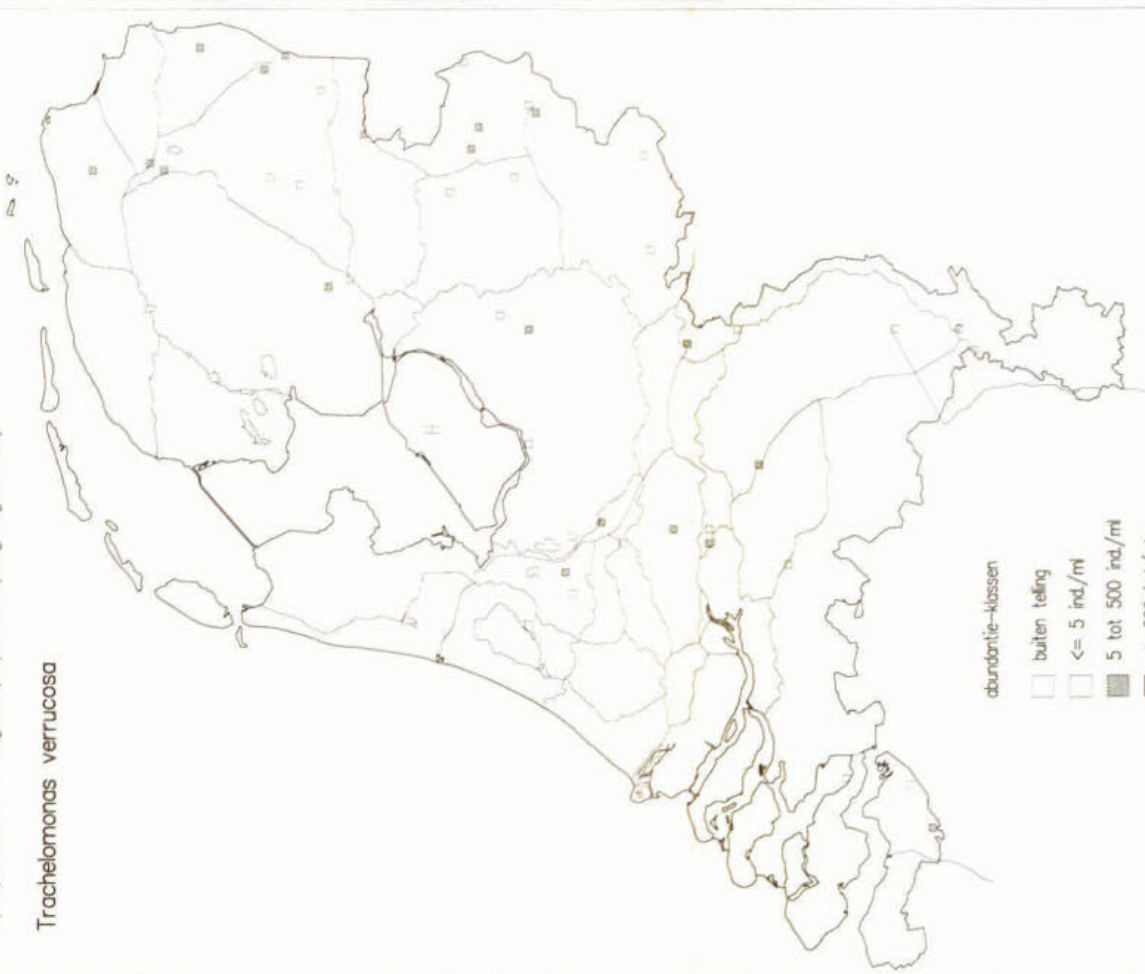 Trachelomonas verrucosa
abundantie-klassen
buiten telling
<= 5 ind./ml
5 tot 500 ind./ml